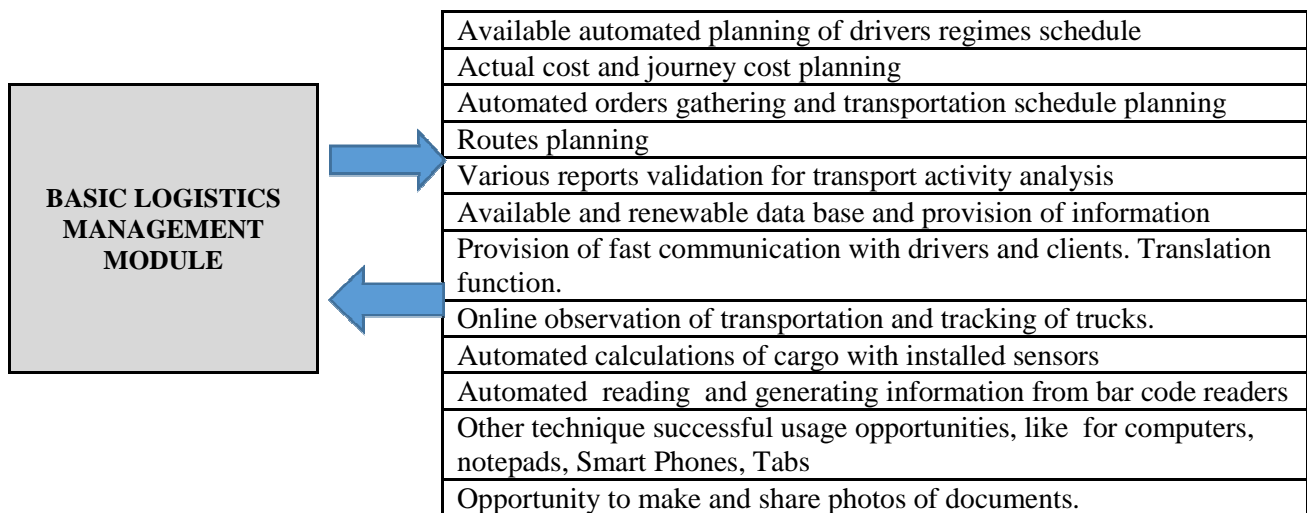 BASIC LOGISTICS
MANAGEMENT
MODULE
Available automated planning of drivers regimes schedule
Actual cost and journey cost planning
Automated orders gathering and transportation schedule planning
Routes planning
Various reports validation for transport activity analysis
Available and renewable data base and provision of information
Provision of fast communication with drivers and clients. Translation
function.
Online observation of transportation and tracking of trucks.
Automated calculations of cargo with installed sensors
Automated reading and generating information from bar code readers
Other technique successful usage opportunities, like for computers,
notepads, Smart Phones, Tabs
Opportunity to make and share photos of documents.